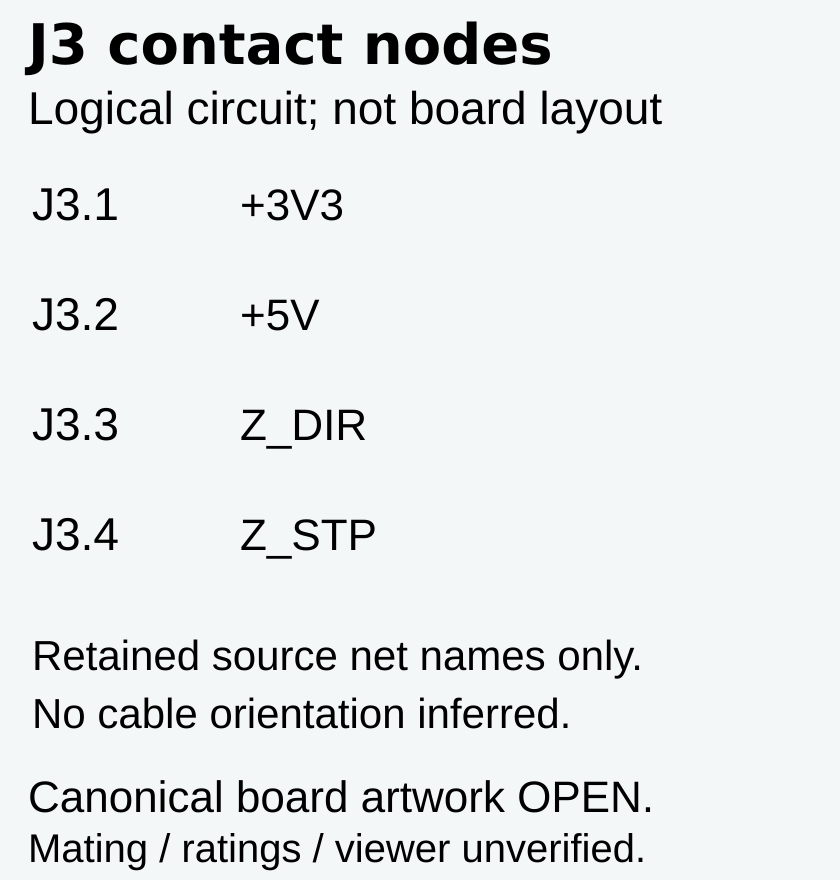 J3 contact nodes
Logical circuit; not board layout
J3.1 +3V3
J3.2 +5V
J3.3 Z_DIR
J3.4 Z_STP
Retained source net names only.
No cable orientation inferred.
Canonical board artwork OPEN.
Mating / ratings / viewer unverified.